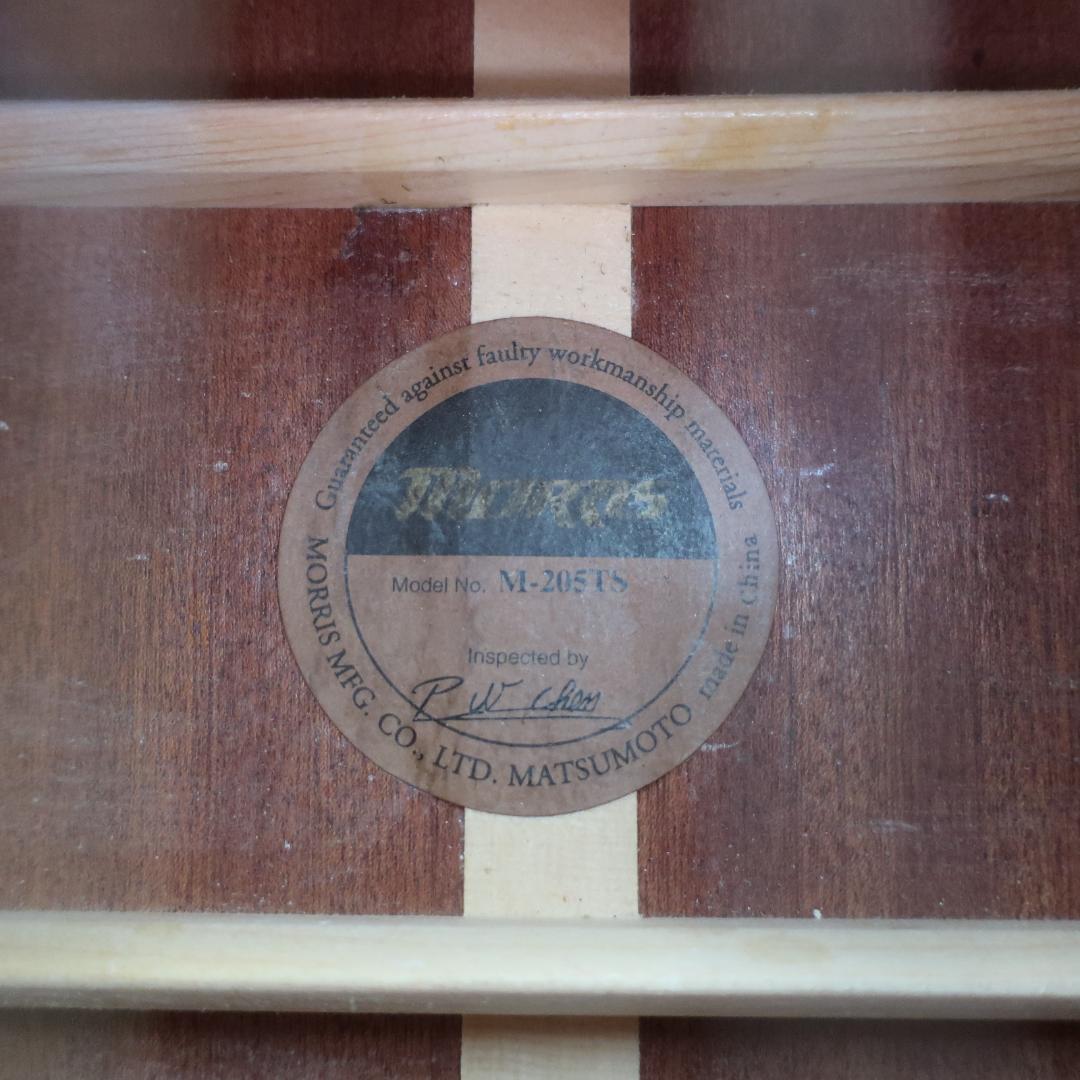 Guaranteed against faulty workmanship materials
Morris
Model No. M-205TS
Inspected by
P W Chen
MORRIS MFG. CO., LTD. MATSUMOTO made in China